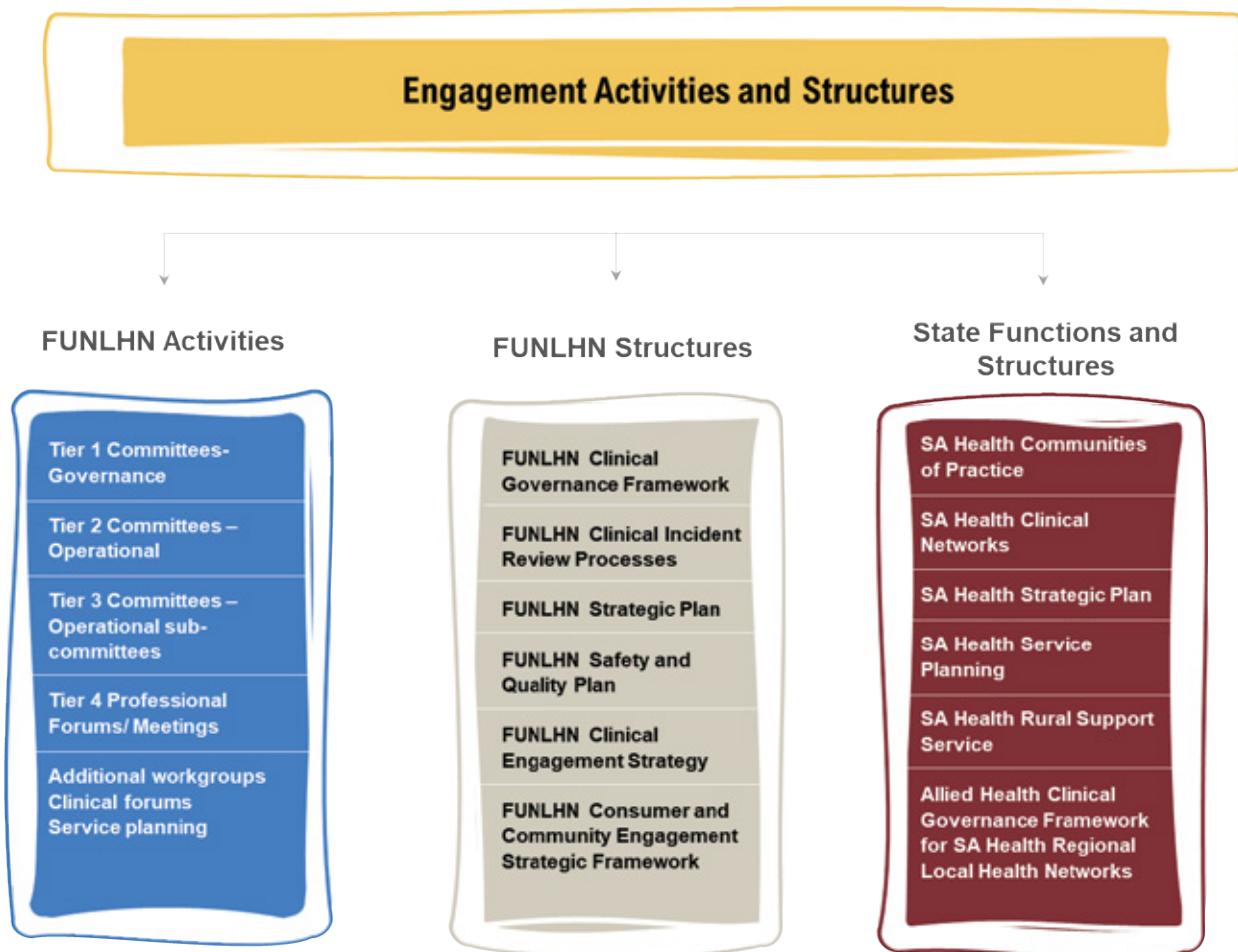 Engagement Activities and Structures
FUNLHN Activities
Tier 1 Committees-
Governance
Tier 2 Committees –
Operational
Tier 3 Committees –
Operational sub-
committees
Tier 4 Professional
Forums/ Meetings
Additional workgroups
Clinical forums
Service planning
FUNLHN Structures
FUNLHN Clinical
Governance Framework
FUNLHN Clinical Incident
Review Processes
FUNLHN Strategic Plan
FUNLHN Safety and
Quality Plan
FUNLHN Clinical
Engagement Strategy
FUNLHN Consumer and
Community Engagement
Strategic Framework
State Functions and
Structures
SA Health Communities
of Practice
SA Health Clinical
Networks
SA Health Strategic Plan
SA Health Service
Planning
SA Health Rural Support
Service
Allied Health Clinical
Governance Framework
for SA Health Regional
Local Health Networks